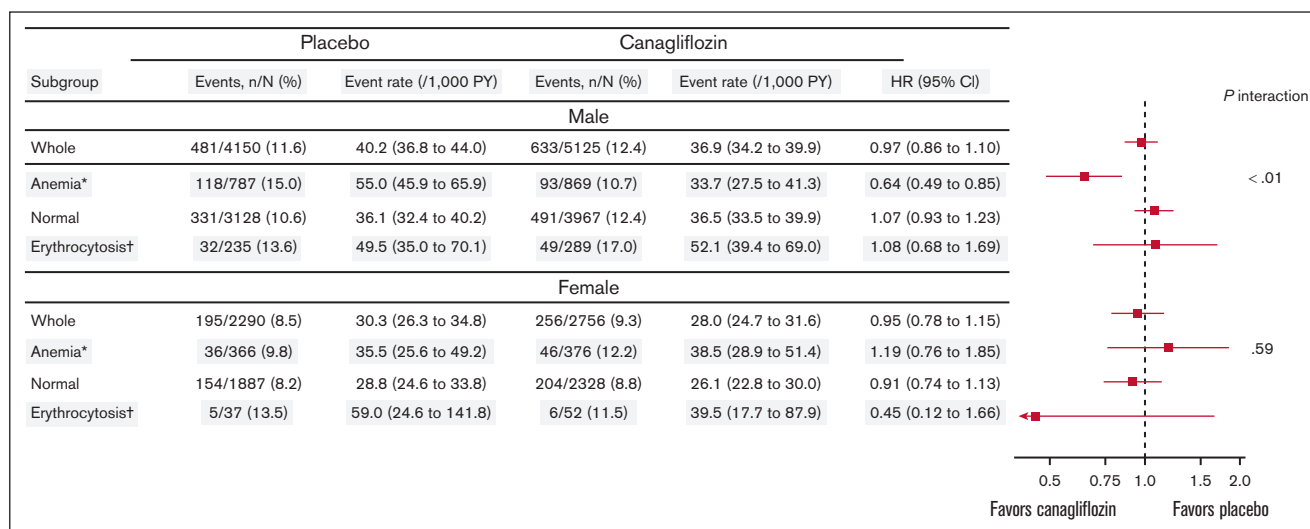 Placebo Canagliflozin
Subgroup Events, n/N (%) Event rate (/1,000 PY) Events, n/N (%) Event rate (/1,000 PY) HR (95% CI)
P interaction
Male
Whole 481/4150 (11.6) 40.2 (36.8 to 44.0) 633/5125 (12.4) 36.9 (34.2 to 39.9) 0.97 (0.86 to 1.10)
Anemia* 118/787 (15.0) 55.0 (45.9 to 65.9) 93/869 (10.7) 33.7 (27.5 to 41.3) 0.64 (0.49 to 0.85) < .01
Normal 331/3128 (10.6) 36.1 (32.4 to 40.2) 491/3967 (12.4) 36.5 (33.5 to 39.9) 1.07 (0.93 to 1.23)
Erythrocytosis† 32/235 (13.6) 49.5 (35.0 to 70.1) 49/289 (17.0) 52.1 (39.4 to 69.0) 1.08 (0.68 to 1.69)
Female
Whole 195/2290 (8.5) 30.3 (26.3 to 34.8) 256/2756 (9.3) 28.0 (24.7 to 31.6) 0.95 (0.78 to 1.15)
Anemia* 36/366 (9.8) 35.5 (25.6 to 49.2) 46/376 (12.2) 38.5 (28.9 to 51.4) 1.19 (0.76 to 1.85) .59
Normal 154/1887 (8.2) 28.8 (24.6 to 33.8) 204/2328 (8.8) 26.1 (22.8 to 30.0) 0.91 (0.74 to 1.13)
Erythrocytosis† 5/37 (13.5) 59.0 (24.6 to 141.8) 6/52 (11.5) 39.5 (17.7 to 87.9) 0.45 (0.12 to 1.66)
0.5 0.75 1.0 1.5 2.0
Favors canagliflozin Favors placebo